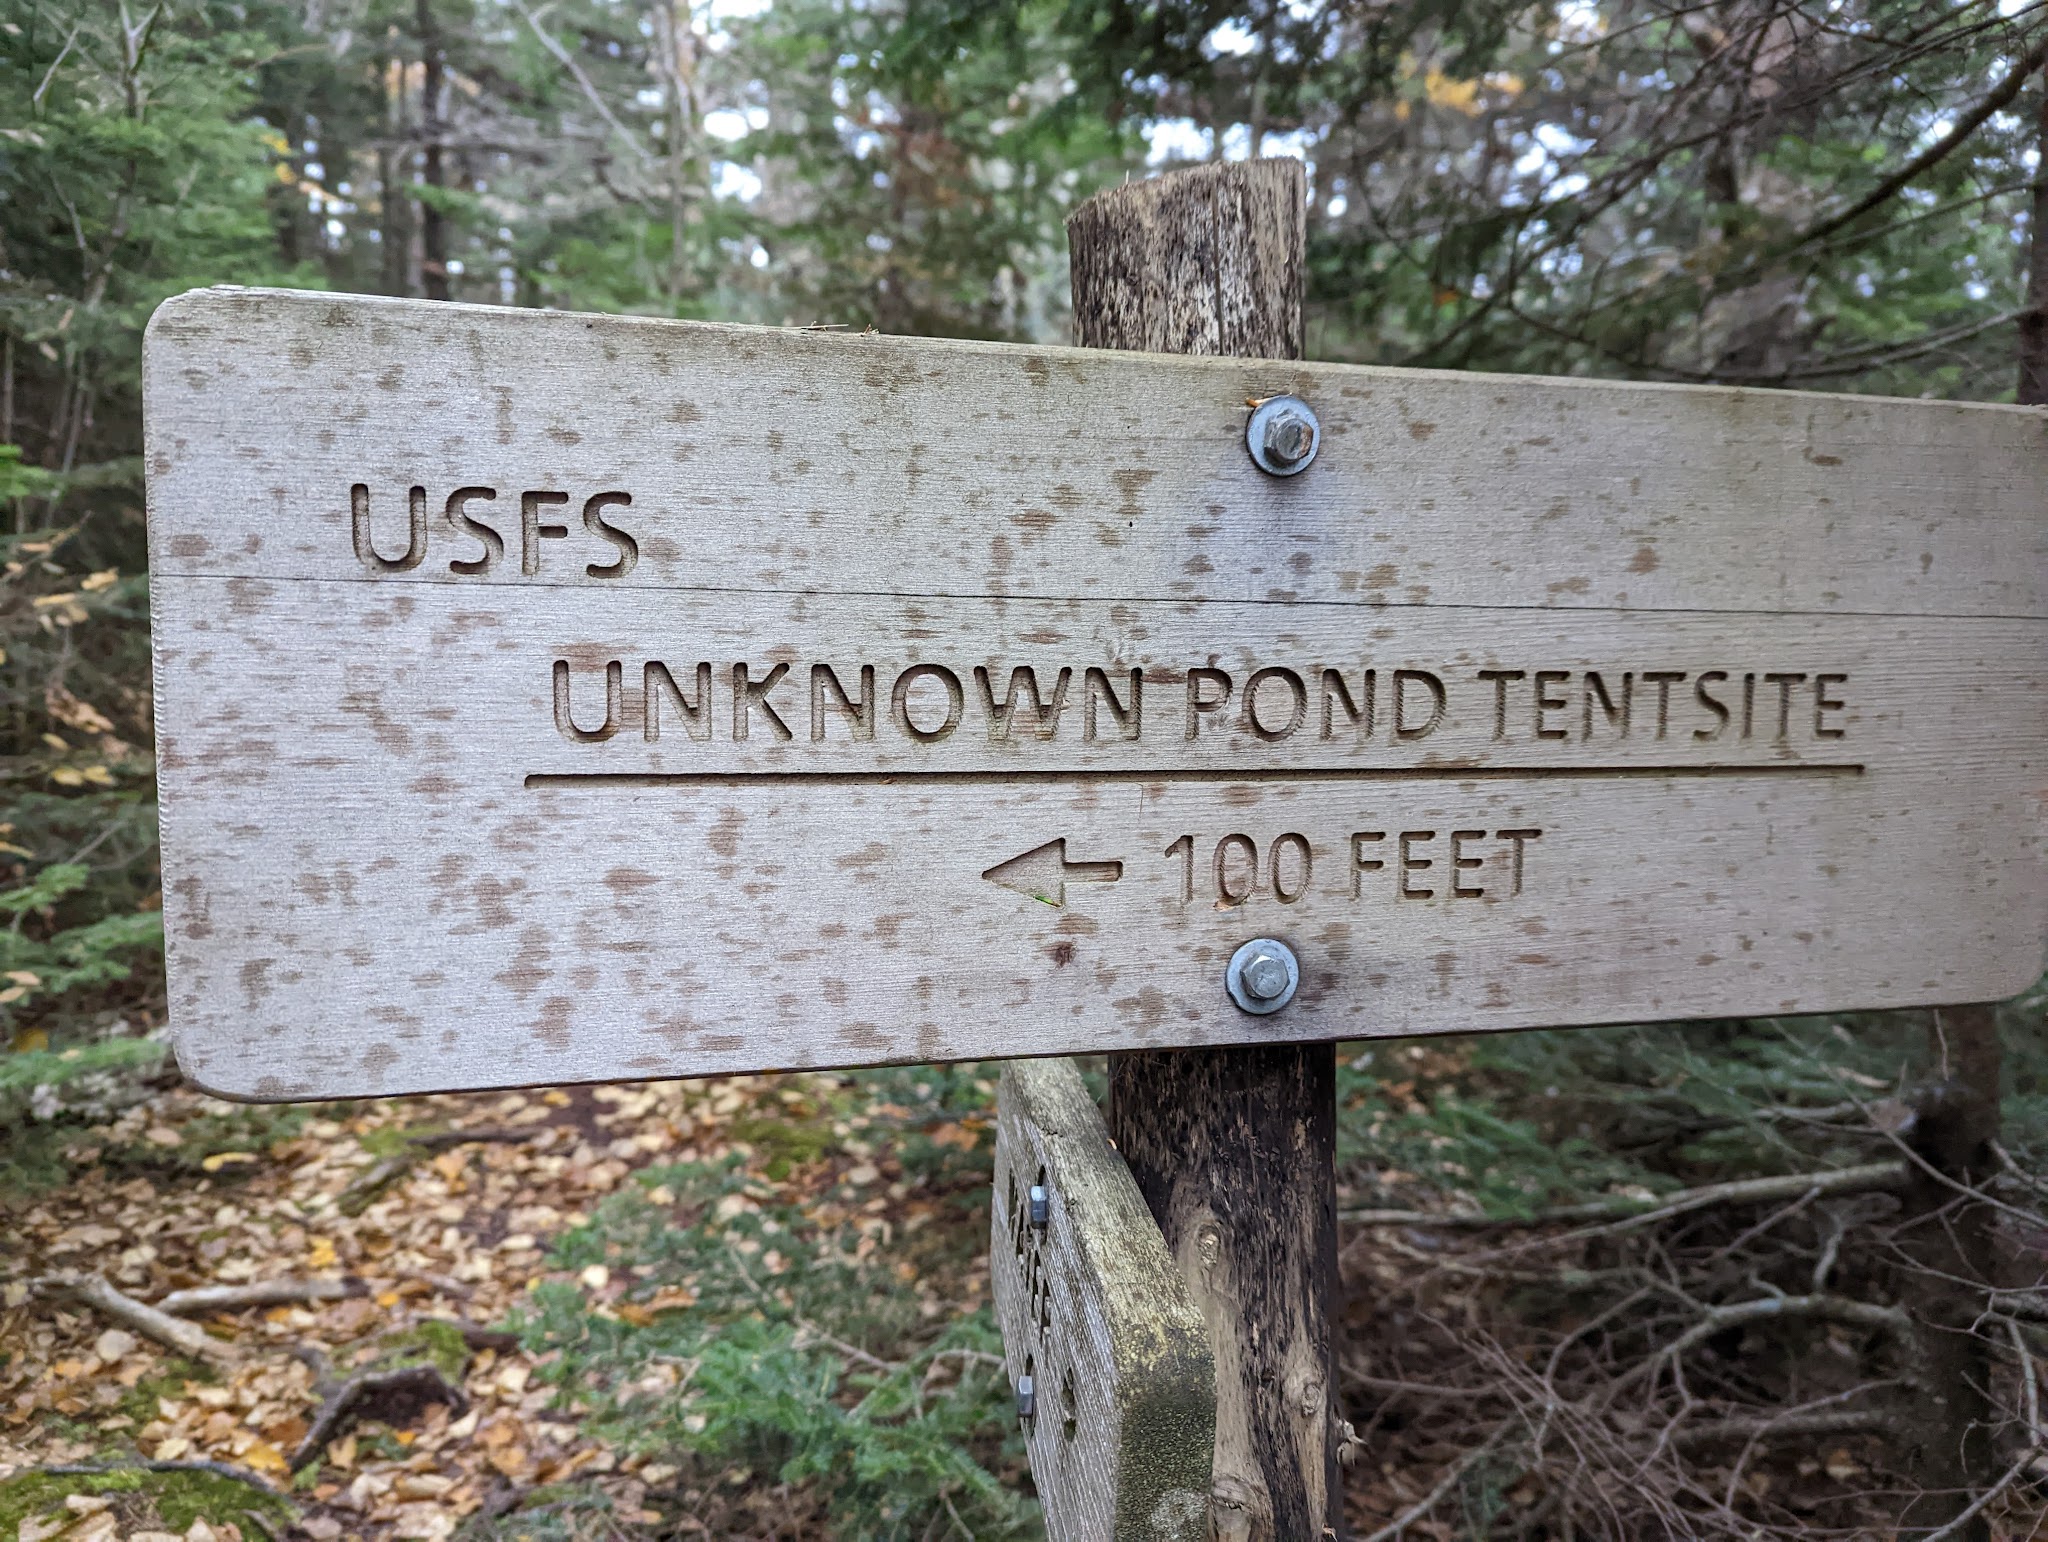 USFS
UNKNOWN POND TENTSITE
← 100 FEET